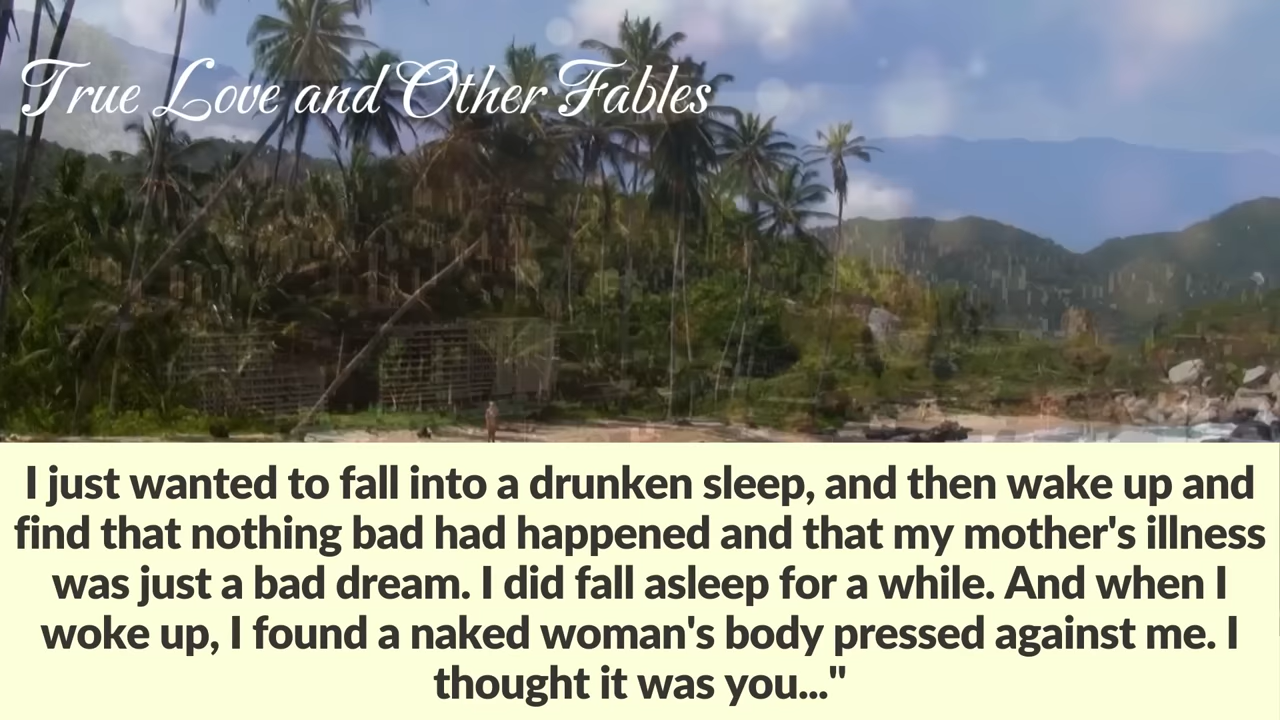 True Love and Other Fables
I just wanted to fall into a drunken sleep, and then wake up and
find that nothing bad had happened and that my mother's illness
was just a bad dream. I did fall asleep for a while. And when I
woke up, I found a naked woman's body pressed against me. I
thought it was you..."